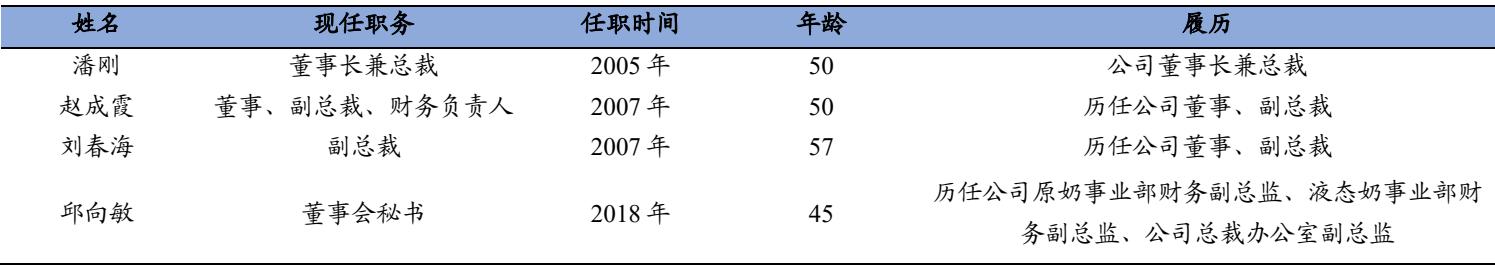 姓名 现任职务 任职时间 年龄 履历
潘刚 董事长兼总裁 2005 年 50 公司董事长兼总裁
赵成霞 董事、副总裁、财务负责人 2007 年 50 历任公司董事、副总裁
刘春海 副总裁 2007 年 57 历任公司董事、副总裁
邱向敏 董事会秘书 2018 年 45 历任公司原奶事业部财务副总监、液态奶事业部财
务副总监、公司总裁办公室副总监